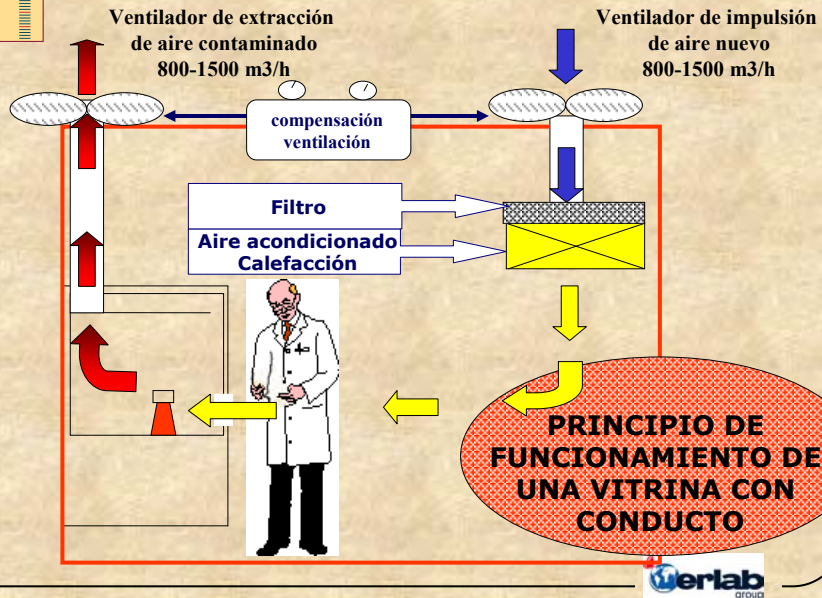 Ventilador de extracción
de aire contaminado
800-1500 m3/h
Ventilador de impulsión
de aire nuevo
800-1500 m3/h
compensación
ventilación
Filtro
Aire acondicionado
Calefacción
PRINCIPIO DE
FUNCIONAMIENTO DE
UNA VITRINA CON
CONDUCTO
erlab
group